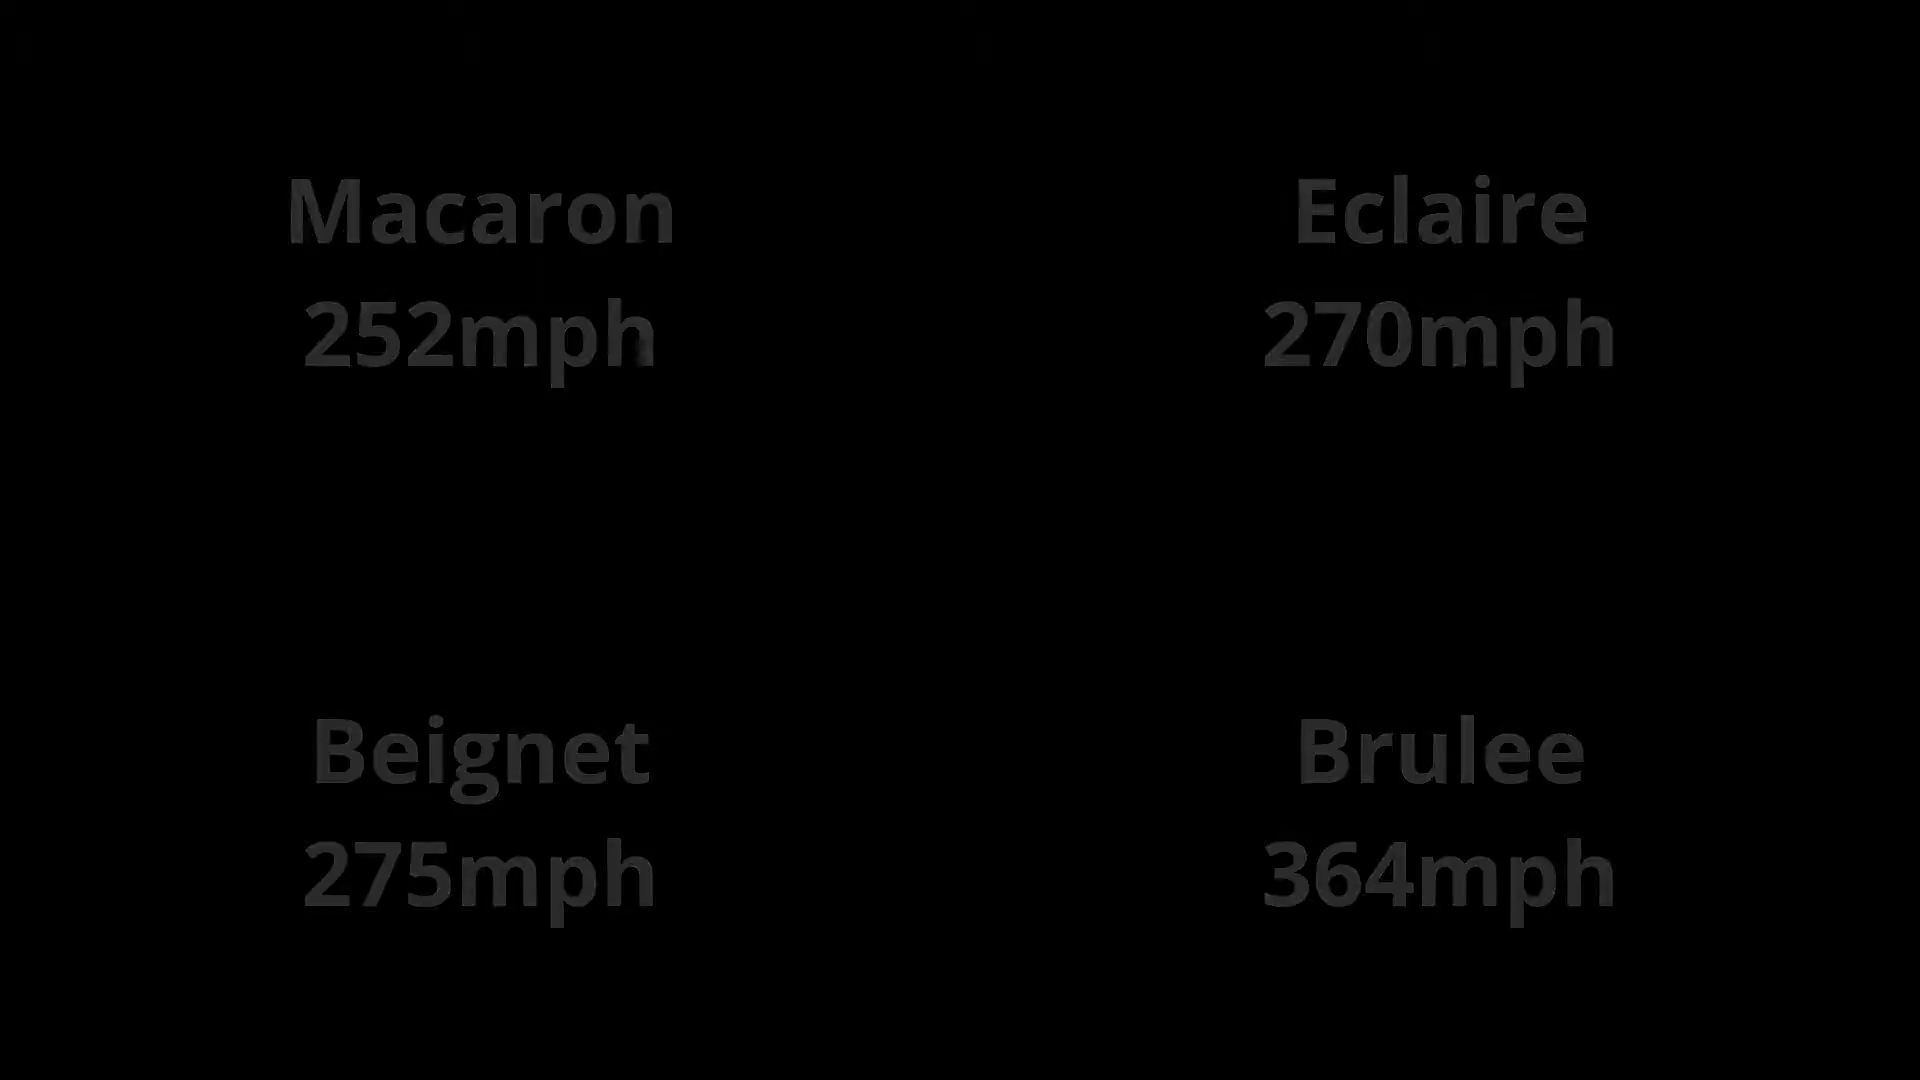 Macaron
252mph
Eclaire
270mph
Beignet
275mph
Brulee
364mph